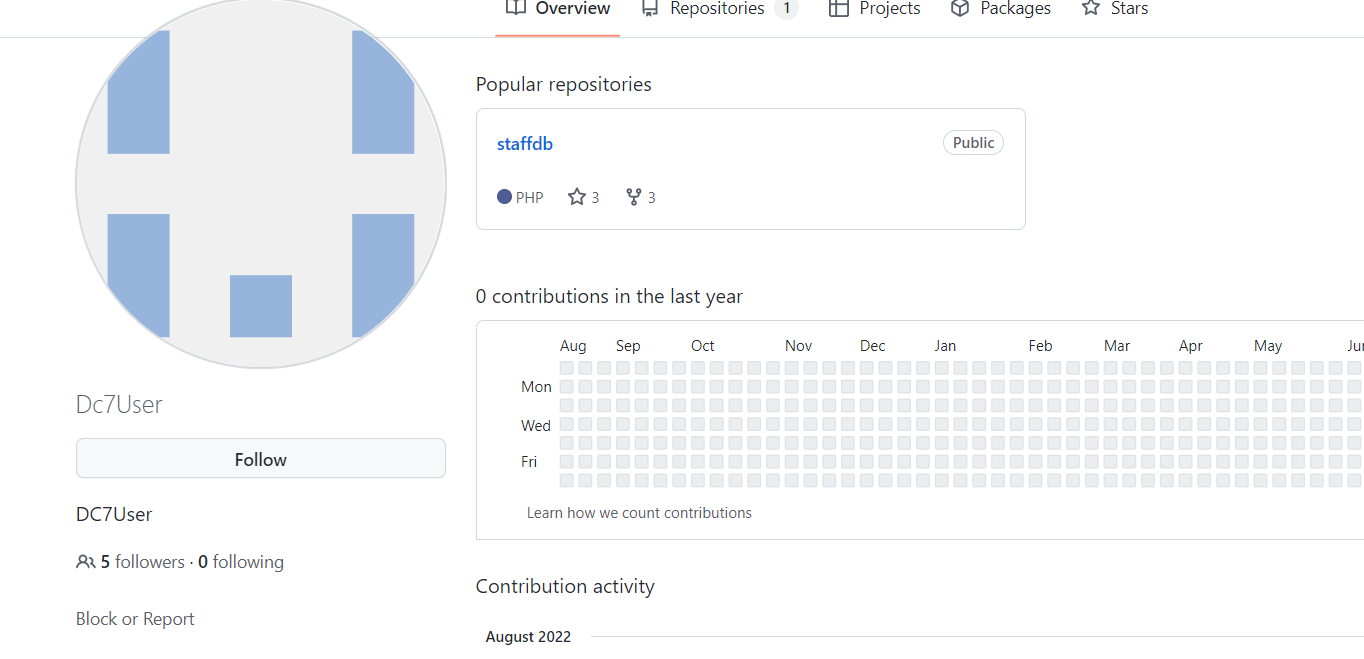 Overview Repositories 1 Projects Packages Stars
Dc7User
Follow
DC7User
5 followers · 0 following
Block or Report
Popular repositories
staffdb Public
PHP 3 3
0 contributions in the last year
Aug Sep Oct Nov Dec Jan Feb Mar Apr May
Mon
Wed
Fri
Learn how we count contributions
Contribution activity
August 2022